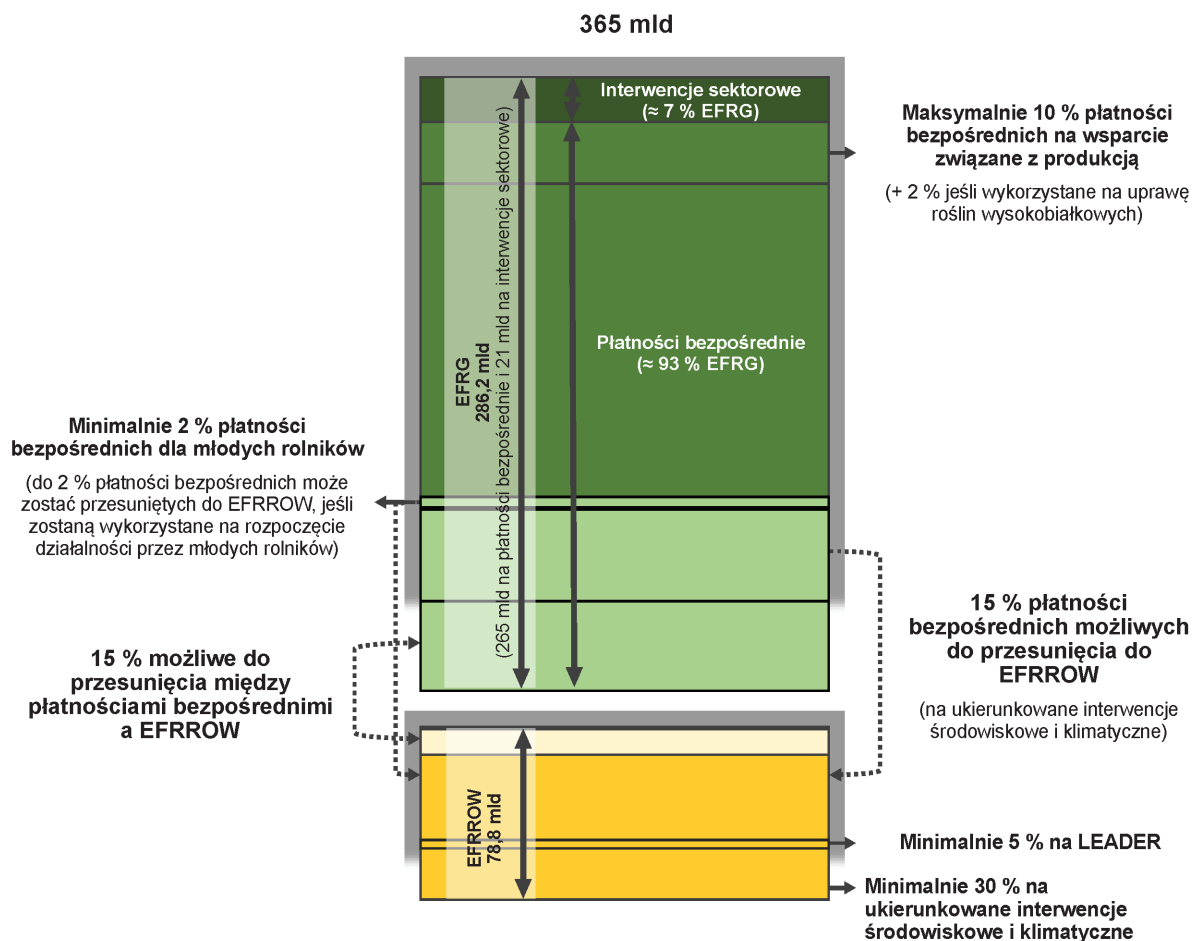 365 mld
Interwencje sektorowe
(≈ 7 % EFRG)
Maksymalnie 10 % płatności
bezpośrednich na wsparcie
związane z produkcją
(+ 2 % jeśli wykorzystane na uprawę
roślin wysokobiałkowych)
EFRG
286,2 mld
(265 mld na płatności bezpośrednie i 21 mld na interwencje sektorowe)
Płatności bezpośrednie
(≈ 93 % EFRG)
Minimalnie 2 % płatności
bezpośrednich dla młodych rolników
(do 2 % płatności bezpośrednich może
zostać przesuniętych do EFRROW, jeśli
zostaną wykorzystane na rozpoczęcie
działalności przez młodych rolników)
15 % możliwe do
przesunięcia między
płatnościami bezpośrednimi
a EFRROW
15 % płatności
bezpośrednich możliwych
do przesunięcia do
EFRROW
(na ukierunkowane interwencje
środowiskowe i klimatyczne)
EFRROW
78,8 mld
Minimalnie 5 % na LEADER
Minimalnie 30 % na
ukierunkowane interwencje
środowiskowe i klimatyczne